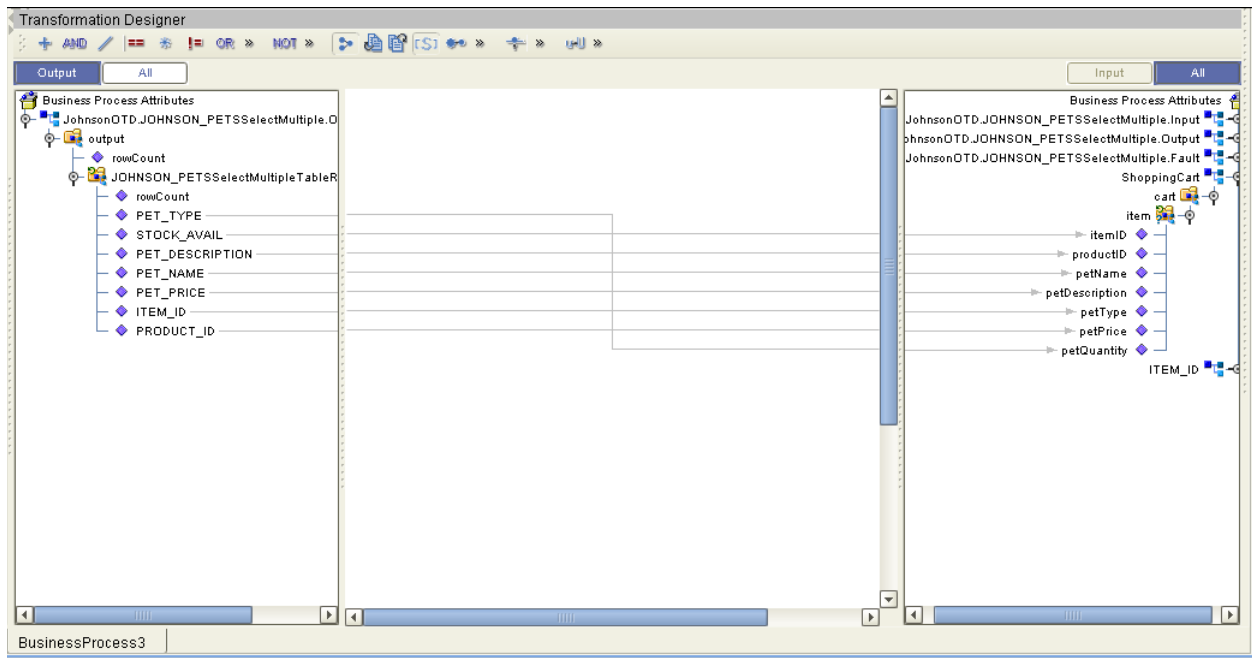 Transformation Designer
AND == != OR » NOT » [S] » » »
Output All Input All
Business Process Attributes
JohnsonOTD.JOHNSON_PETSSelectMultiple.O
output
rowCount
JOHNSON_PETSSelectMultipleTableR
rowCount
PET_TYPE
STOCK_AVAIL
PET_DESCRIPTION
PET_NAME
PET_PRICE
ITEM_ID
PRODUCT_ID
Business Process Attributes
JohnsonOTD.JOHNSON_PETSSelectMultiple.Input
ohnsonOTD.JOHNSON_PETSSelectMultiple.Output
JohnsonOTD.JOHNSON_PETSSelectMultiple.Fault
ShoppingCart
cart
item
itemID
productID
petName
petDescription
petType
petPrice
petQuantity
ITEM_ID
BusinessProcess3